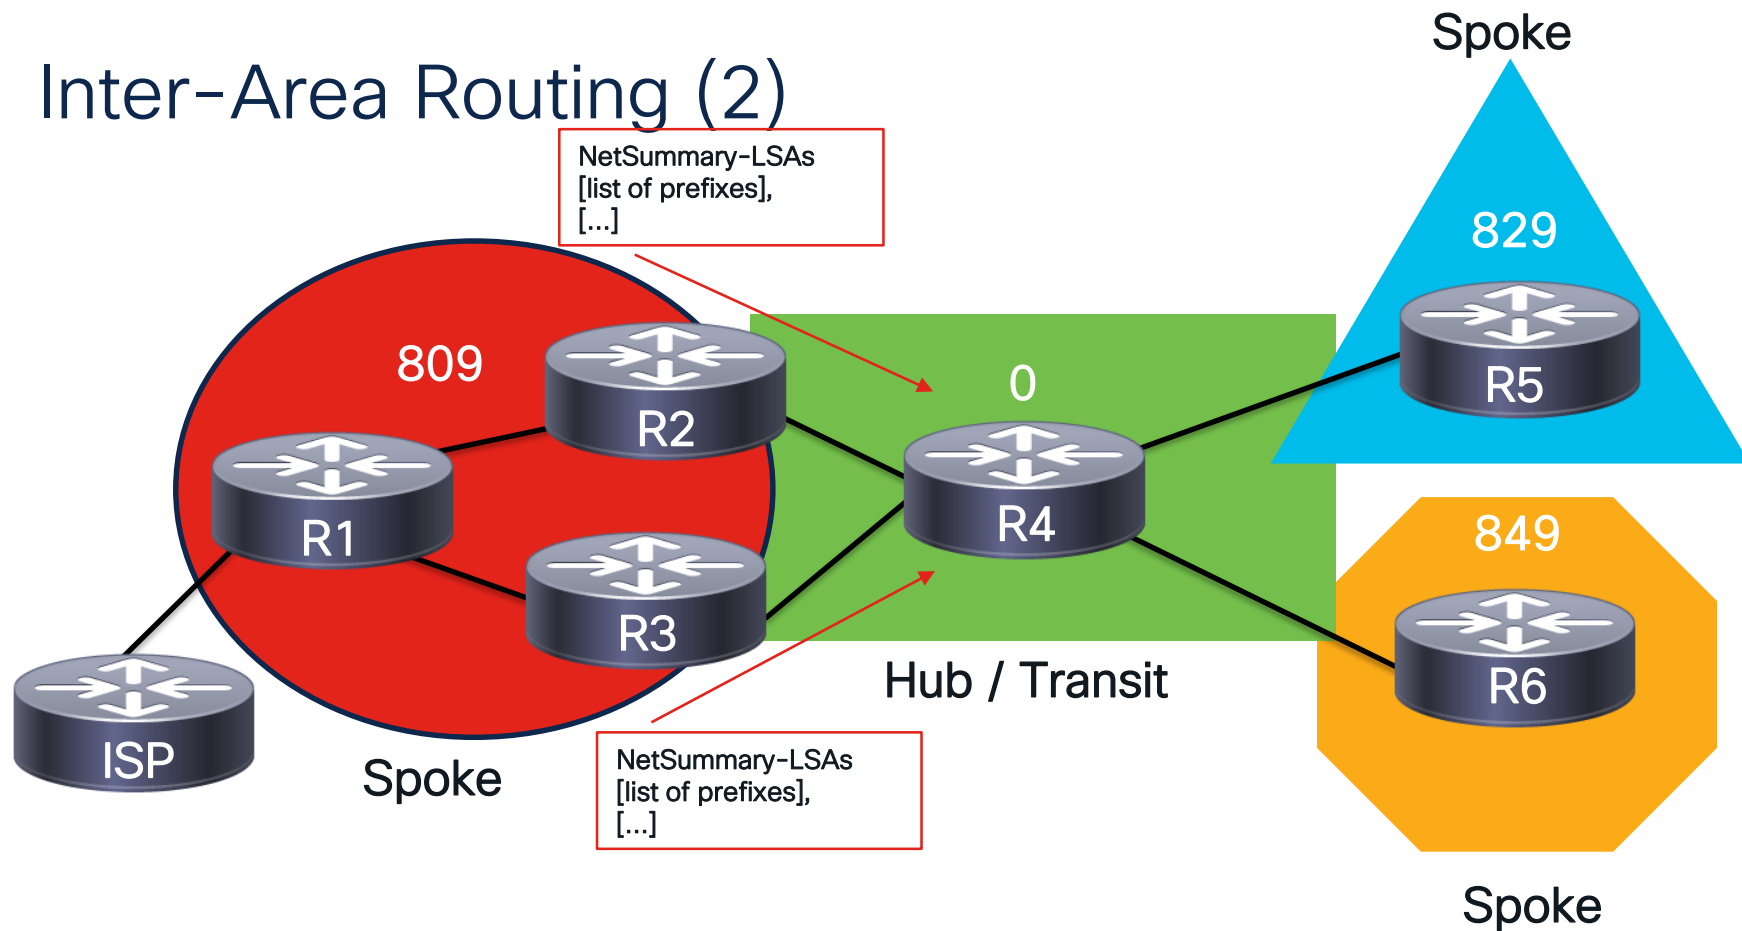 Spoke
Inter-Area Routing (2)
NetSummary-LSAs
[list of prefixes],
[...]
829
809
0
R5
R2
R4
R1
849
R3
Hub / Transit
R6
ISP
Spoke
NetSummary-LSAs
[list of prefixes],
[...]
Spoke